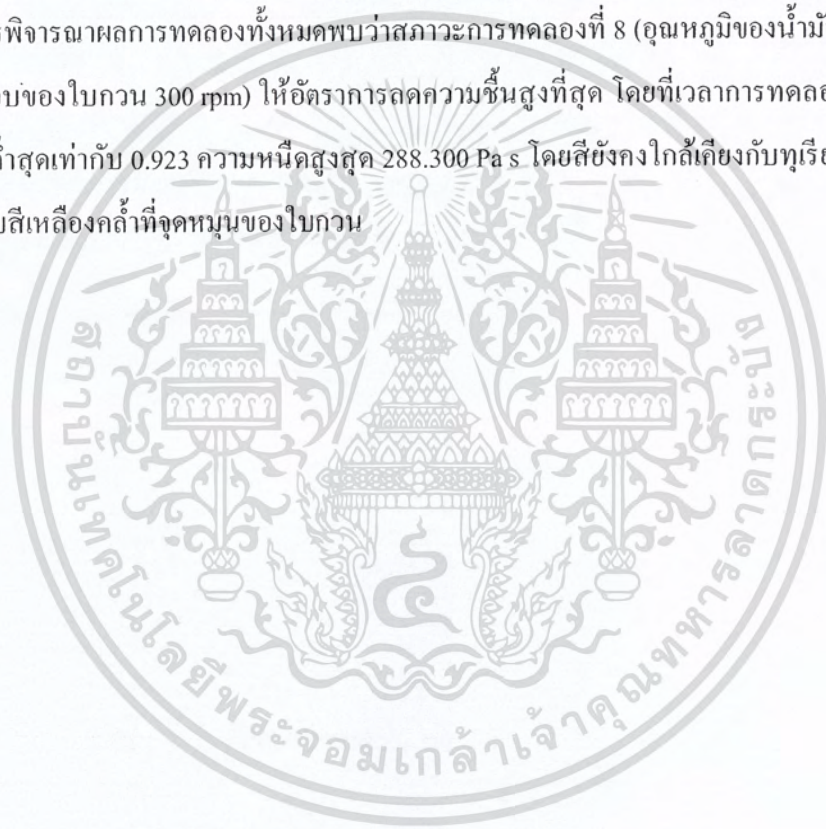 รพิจารณาผลการทดลองทั้งหมดพบว่าสภาวะการทดลองที่ 8 (อุณหภูมิของน้ำมั
บของใบกวน 300 rpm) ให้อัตราการลดความชื้นสูงที่สุด โดยที่เวลาการทดลอ
่ำสุดเท่ากับ 0.923 ความหนืดสูงสุด 288.300 Pa s โดยสียังคงใกล้เคียงกับทุเรีย
สีเหลืองคล้ำที่จุดหมุนของใบกวน
สถาบันเทคโนโลยีพระจอมเกล้าเจ้าคุณทหารลาดกระบัง